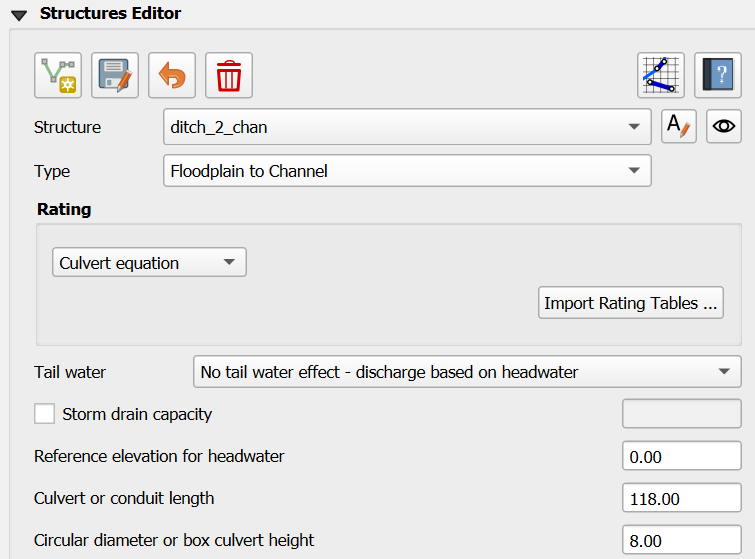 Structures Editor
Structure ditch_2_chan A
Type Floodplain to Channel
Rating
Culvert equation
Import Rating Tables ...
Tail water No tail water effect - discharge based on headwater
Storm drain capacity
Reference elevation for headwater 0.00
Culvert or conduit length 118.00
Circular diameter or box culvert height 8.00